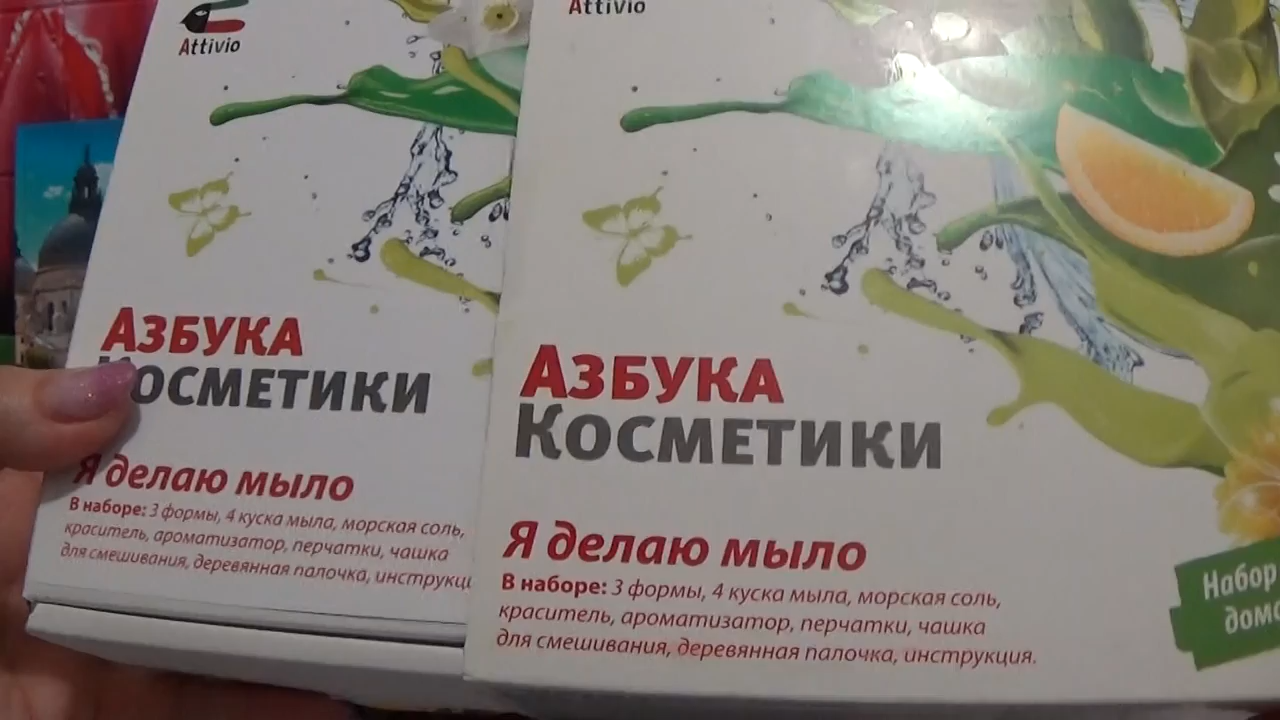 Attivio
Азбука
Косметики
Я делаю мыло
В наборе: 3 формы, 4 куска мыла, морская соль,
краситель, ароматизатор, перчатки, чашка
для смешивания, деревянная палочка, инструкци
Attivio
Азбука
Косметики
Я делаю мыло
В наборе: 3 формы, 4 куска мыла, морская соль,
краситель, ароматизатор, перчатки, чашка
для смешивания, деревянная палочка, инструкция.
Набор